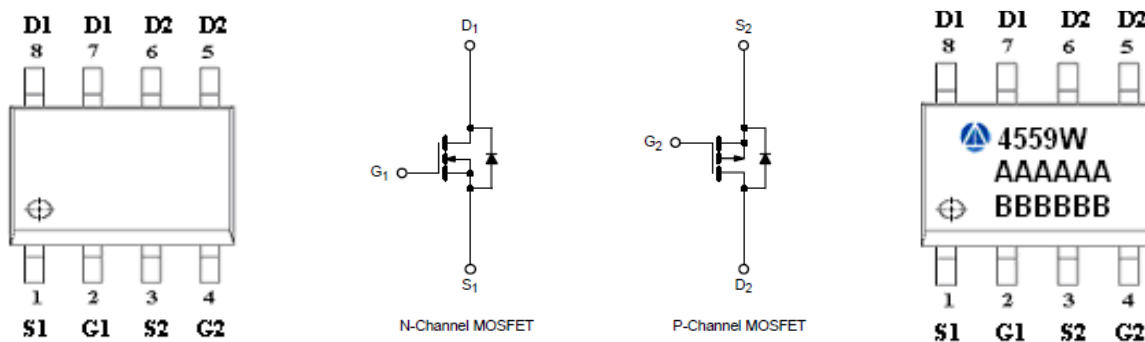 D1 D1 D2 D2
8 7 6 5
1 2 3 4
S1 G1 S2 G2
D1
G1
S1
N-Channel MOSFET
S2
G2
D2
P-Channel MOSFET
D1 D1 D2 D2
8 7 6 5
4559W
AAAAAA
BBBBBB
1 2 3 4
S1 G1 S2 G2